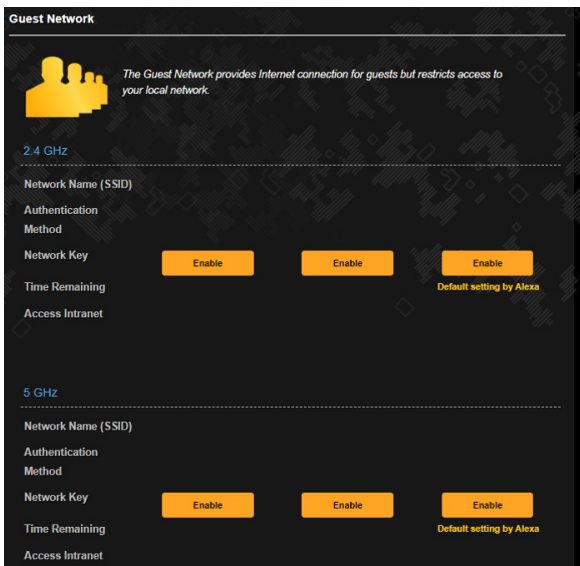 Guest Network
The Guest Network provides Internet connection for guests but restricts access to
your local network.
2.4 GHz
Network Name (SSID)
Authentication
Method
Network Key
Enable Enable Enable
Time Remaining
Default setting by Alexa
Access Intranet
5 GHz
Network Name (SSID)
Authentication
Method
Network Key
Enable Enable Enable
Time Remaining
Default setting by Alexa
Access Intranet